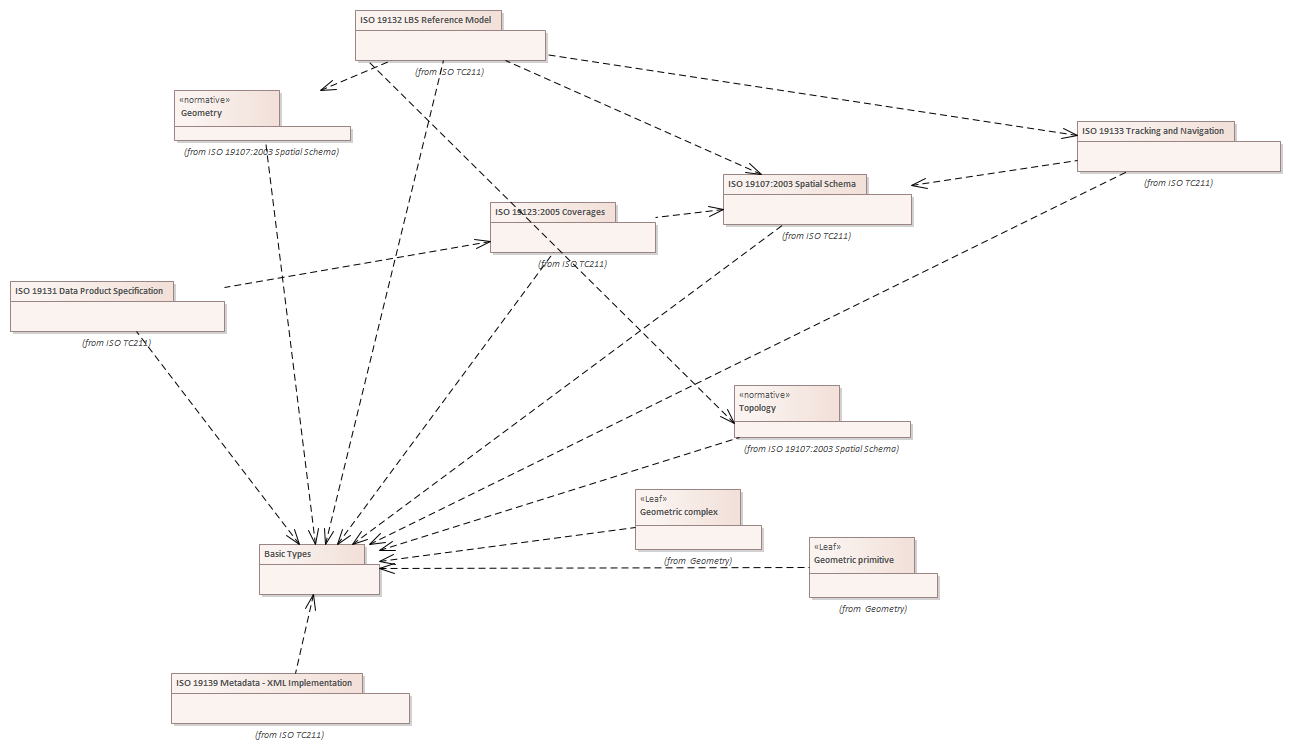 ISO 19132 LBS Reference Model
(from ISO TC211)
«normative»
Geometry
(from ISO 19107:2003 Spatial Schema)
ISO 19133 Tracking and Navigation
(from ISO TC211)
ISO 19107:2003 Spatial Schema
(from ISO TC211)
ISO 19123:2005 Coverages
(from ISO TC211)
ISO 19131 Data Product Specification
(from ISO TC211)
«normative»
Topology
(from ISO 19107:2003 Spatial Schema)
«Leaf»
Geometric complex
(from Geometry)
«Leaf»
Geometric primitive
(from Geometry)
Basic Types
ISO 19139 Metadata - XML Implementation
(from ISO TC211)